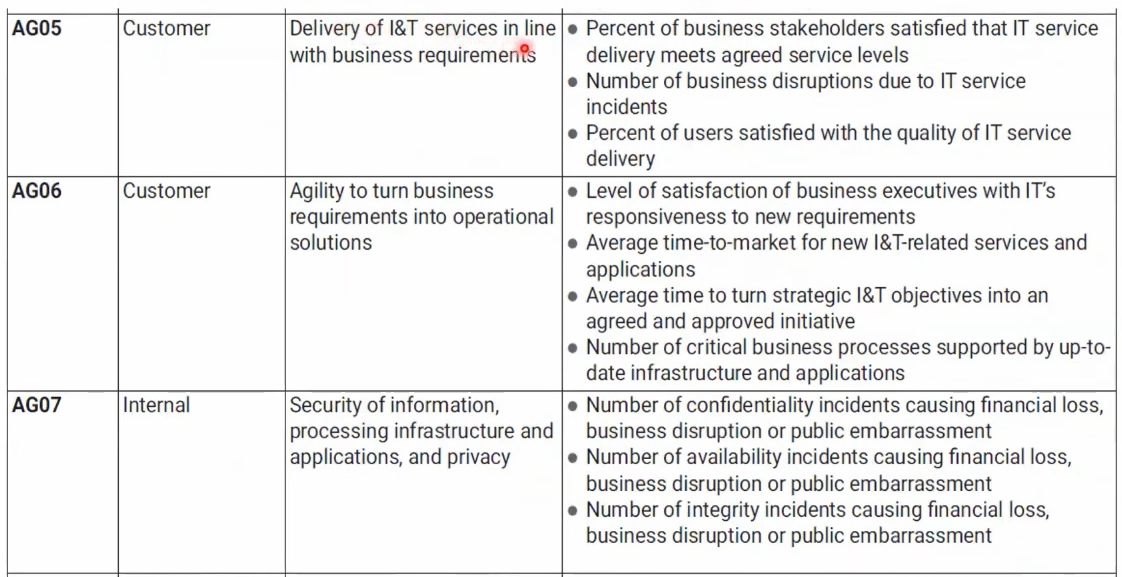 AG05
Customer
Delivery of I&T services in line
with business requirements
● Percent of business stakeholders satisfied that IT service
delivery meets agreed service levels
● Number of business disruptions due to IT service
incidents
● Percent of users satisfied with the quality of IT service
delivery
AG06
Customer
Agility to turn business
requirements into operational
solutions
● Level of satisfaction of business executives with IT’s
responsiveness to new requirements
● Average time-to-market for new I&T-related services and
applications
● Average time to turn strategic I&T objectives into an
agreed and approved initiative
● Number of critical business processes supported by up-to-
date infrastructure and applications
AG07
Internal
Security of information,
processing infrastructure and
applications, and privacy
● Number of confidentiality incidents causing financial loss,
business disruption or public embarrassment
● Number of availability incidents causing financial loss,
business disruption or public embarrassment
● Number of integrity incidents causing financial loss,
business disruption or public embarrassment